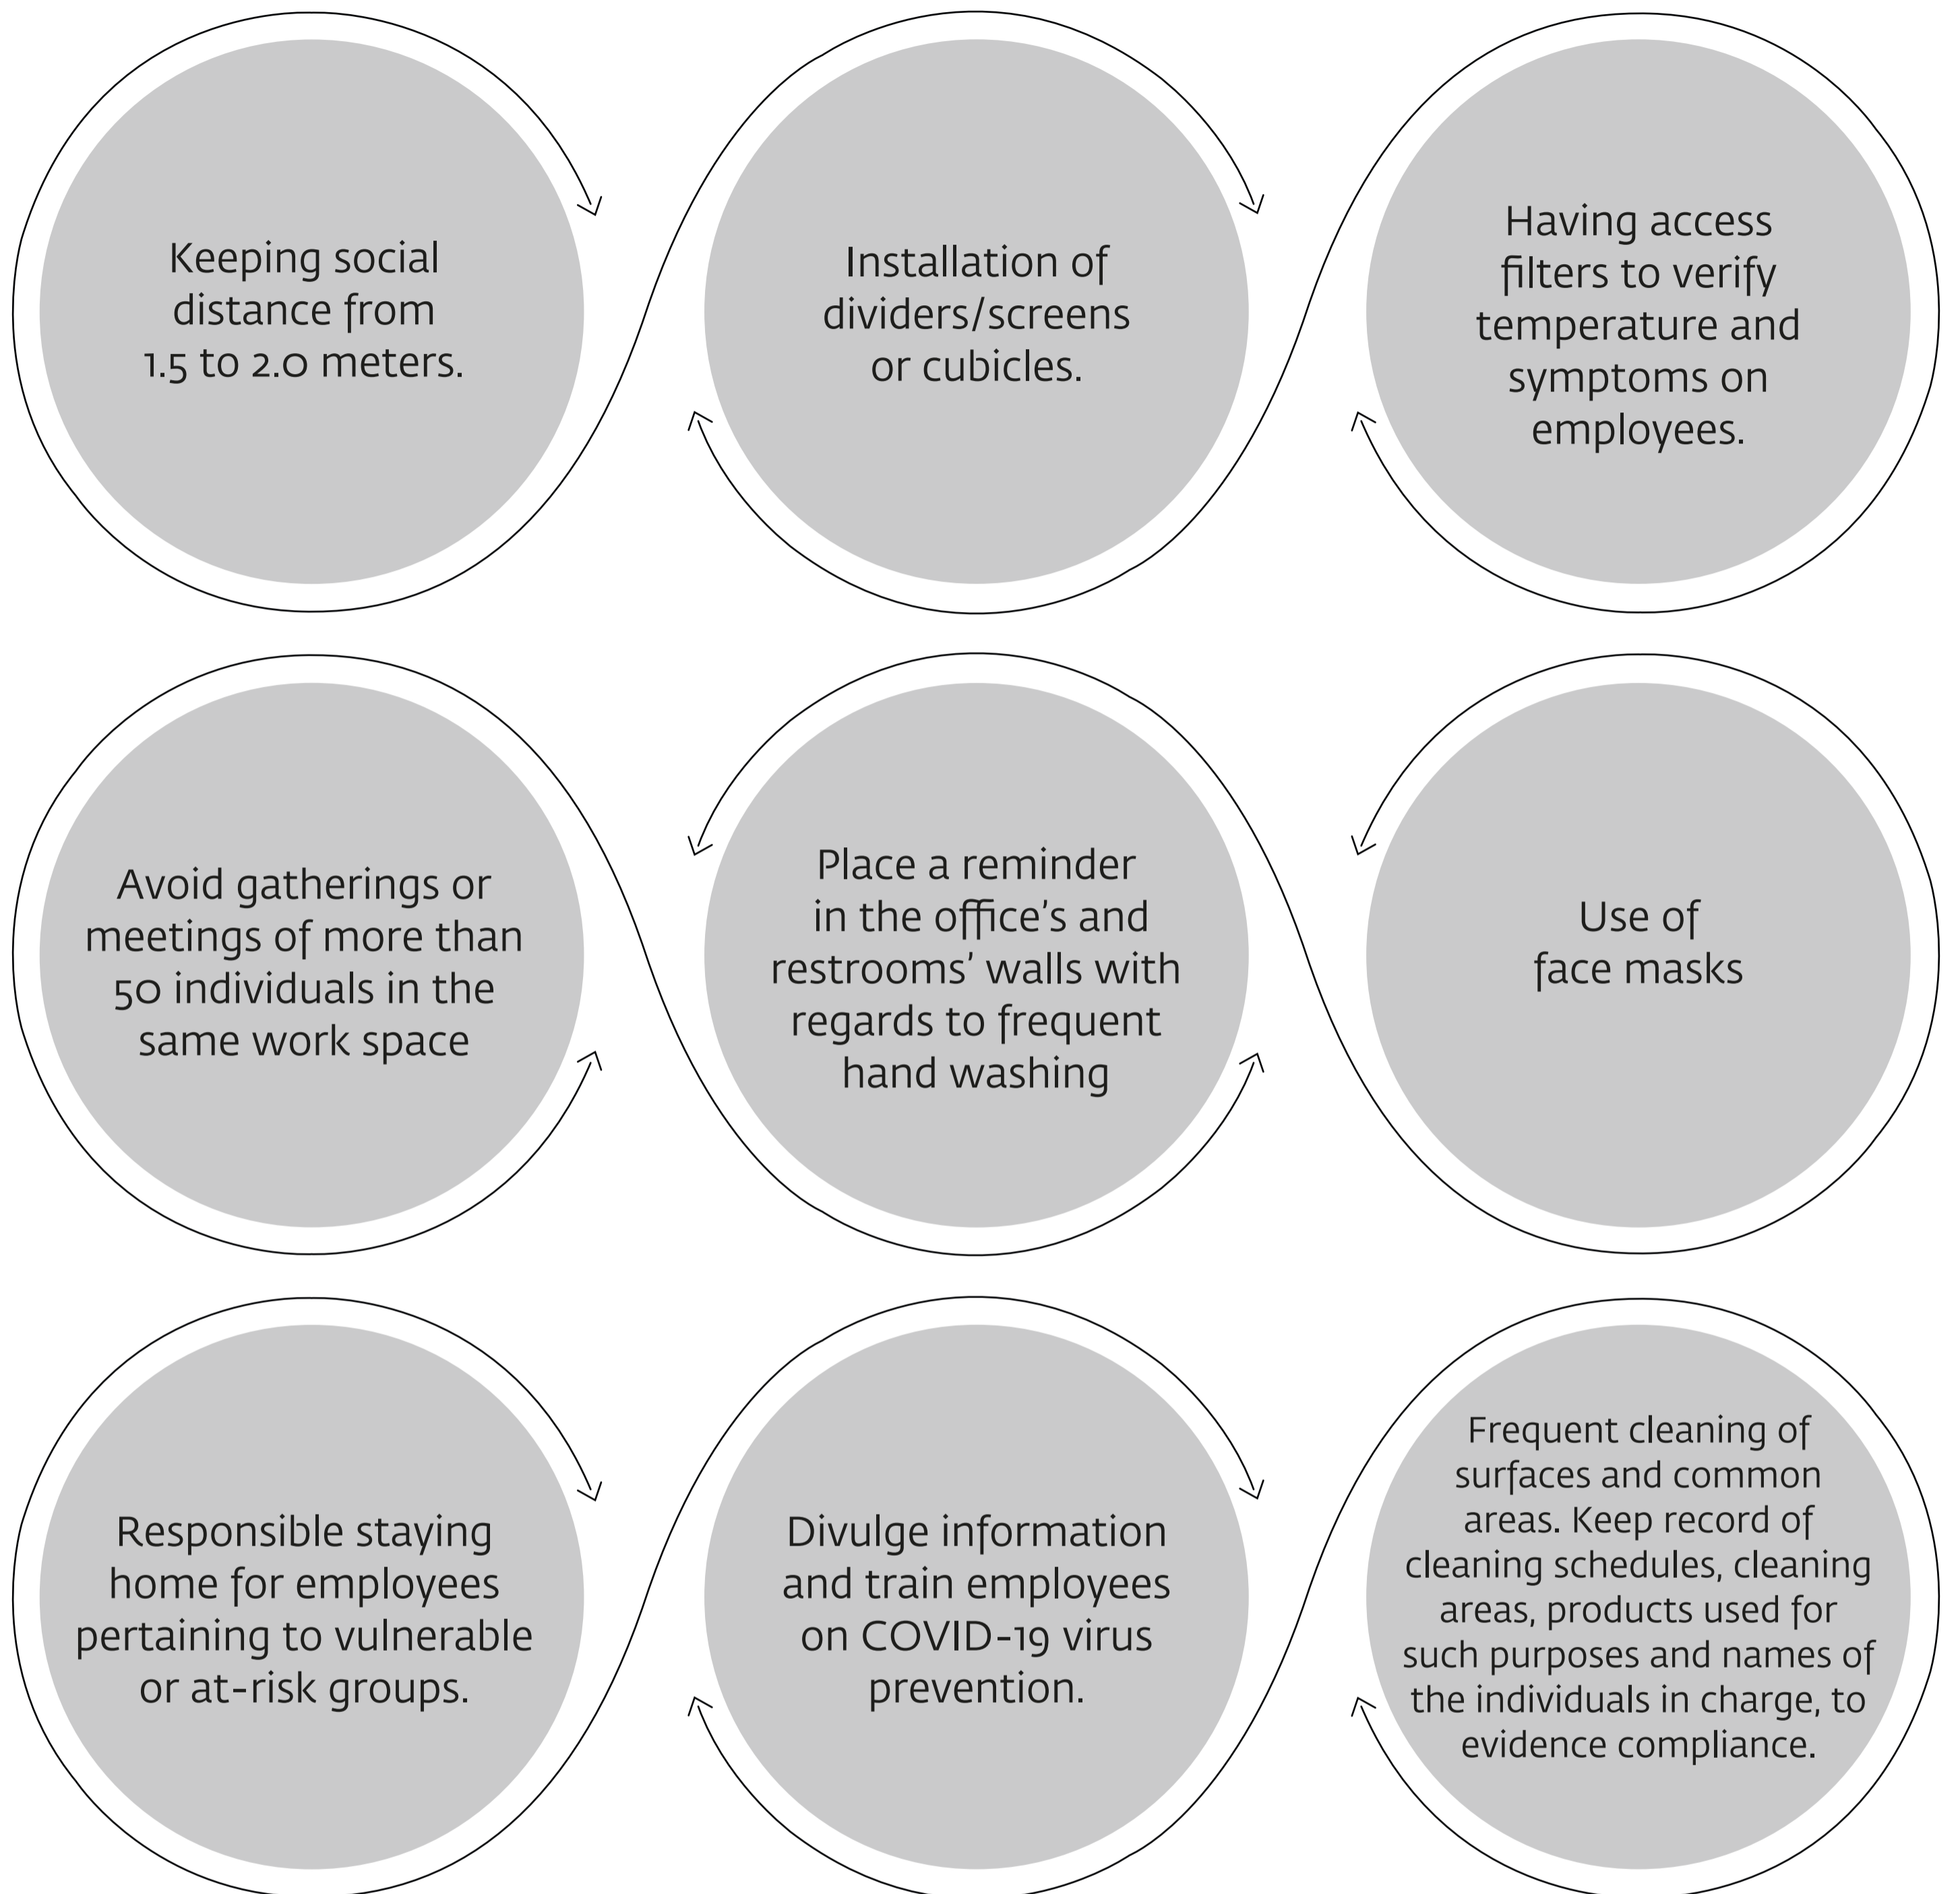 Keeping social
distance from
1.5 to 2.0 meters.
Installation of
dividers/screens
or cubicles.
Having access
filters to verify
temperature and
symptoms on
employees.
Avoid gatherings or
meetings of more than
50 individuals in the
same work space
Place a reminder
in the office's and
restrooms' walls with
regards to frequent
hand washing
Use of
face masks
Responsible staying
home for employees
pertaining to vulnerable
or at-risk groups.
Divulge information
and train employees
on COVID-19 virus
prevention.
Frequent cleaning of
surfaces and common
areas. Keep record of
cleaning schedules, cleaning
areas, products used for
such purposes and names of
the individuals in charge, to
evidence compliance.